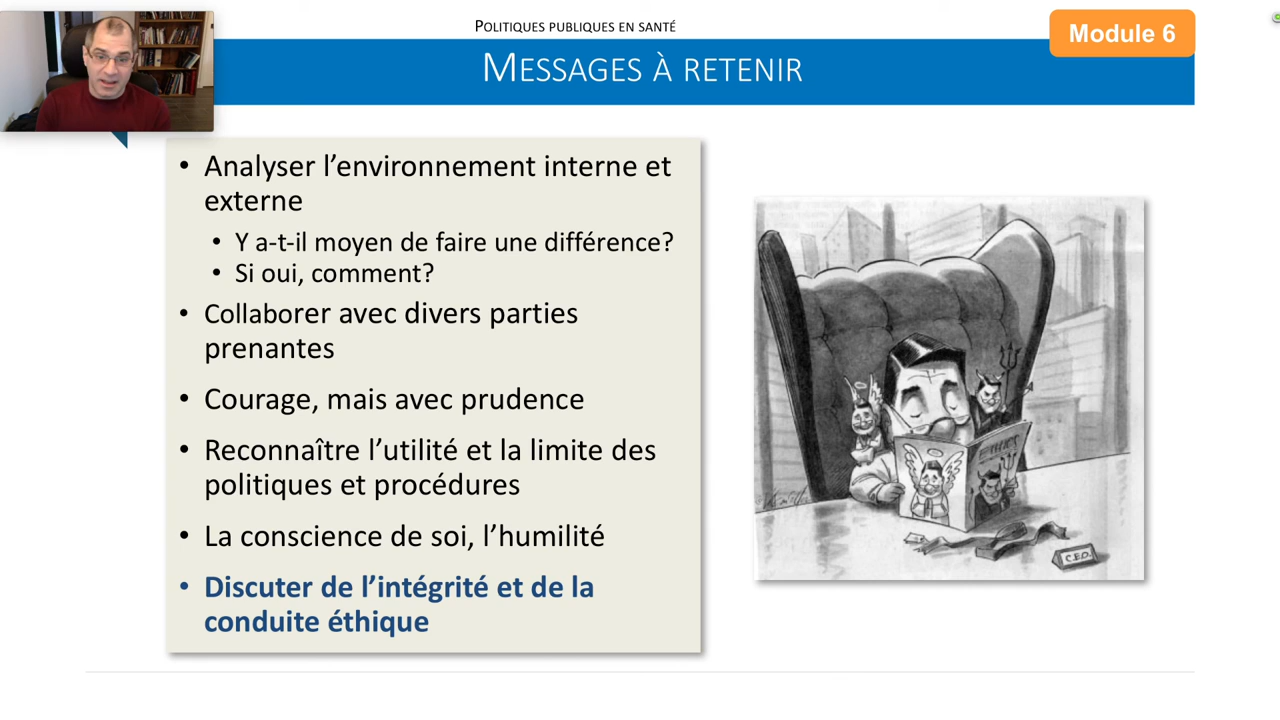 Politiques publiques en santé
Module 6
Messages à retenir
• Analyser l’environnement interne et
externe
• Y a-t-il moyen de faire une différence?
• Si oui, comment?
• Collaborer avec divers parties
prenantes
• Courage, mais avec prudence
• Reconnaître l’utilité et la limite des
politiques et procédures
• La conscience de soi, l’humilité
• Discuter de l’intégrité et de la
conduite éthique
ETHICS
C.E.O.